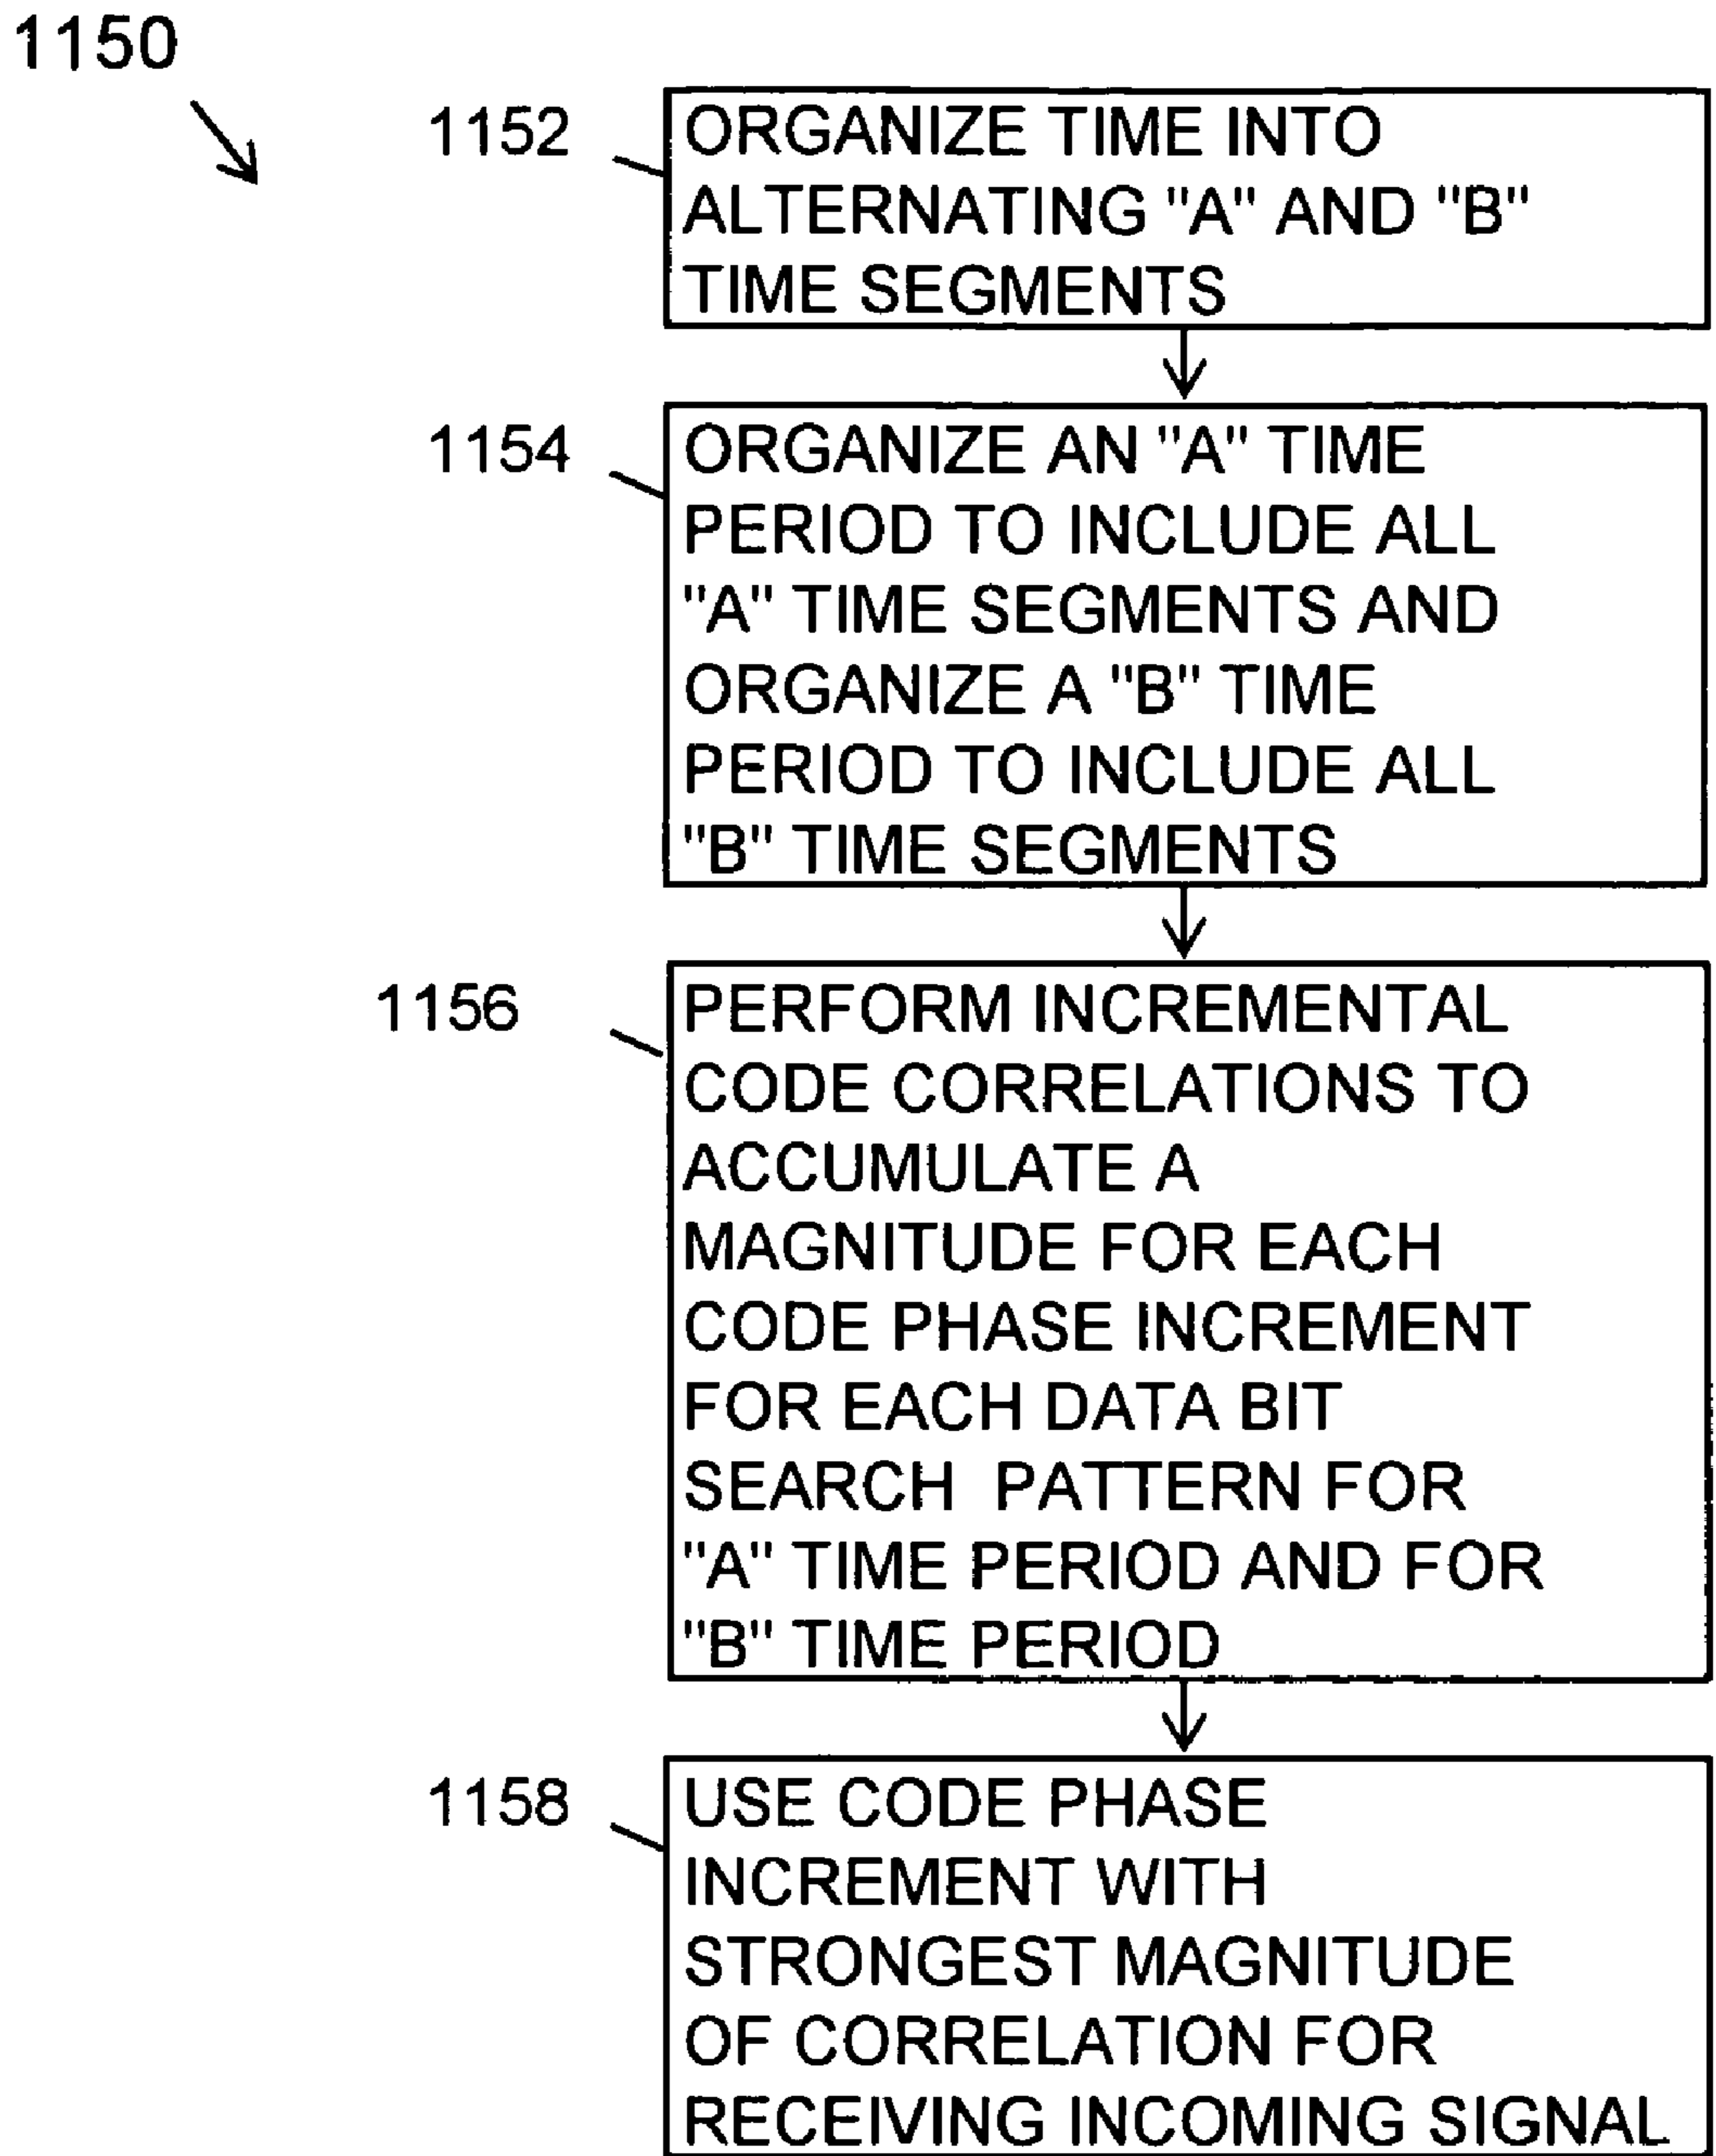 1150
1152
ORGANIZE TIME INTO
ALTERNATING "A" AND "B"
TIME SEGMENTS
1154
ORGANIZE AN "A" TIME
PERIOD TO INCLUDE ALL
"A" TIME SEGMENTS AND
ORGANIZE A "B" TIME
PERIOD TO INCLUDE ALL
"B" TIME SEGMENTS
1156
PERFORM INCREMENTAL
CODE CORRELATIONS TO
ACCUMULATE A
MAGNITUDE FOR EACH
CODE PHASE INCREMENT
FOR EACH DATA BIT
SEARCH PATTERN FOR
"A" TIME PERIOD AND FOR
"B" TIME PERIOD
1158
USE CODE PHASE
INCREMENT WITH
STRONGEST MAGNITUDE
OF CORRELATION FOR
RECEIVING INCOMING SIGNAL